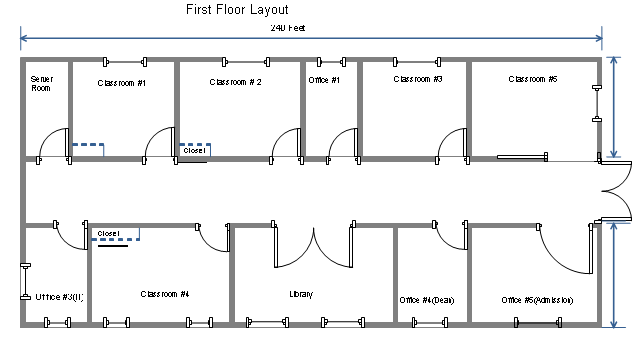 First Floor Layout
240 Feet
Server
Room
Classroom #1
Classroom # 2
Office #1
Classroom #3
Classroom #5
Closet
Closet
Office #3(IT)
Classroom #4
Library
Office #4(Dean)
Office #5(Admission)